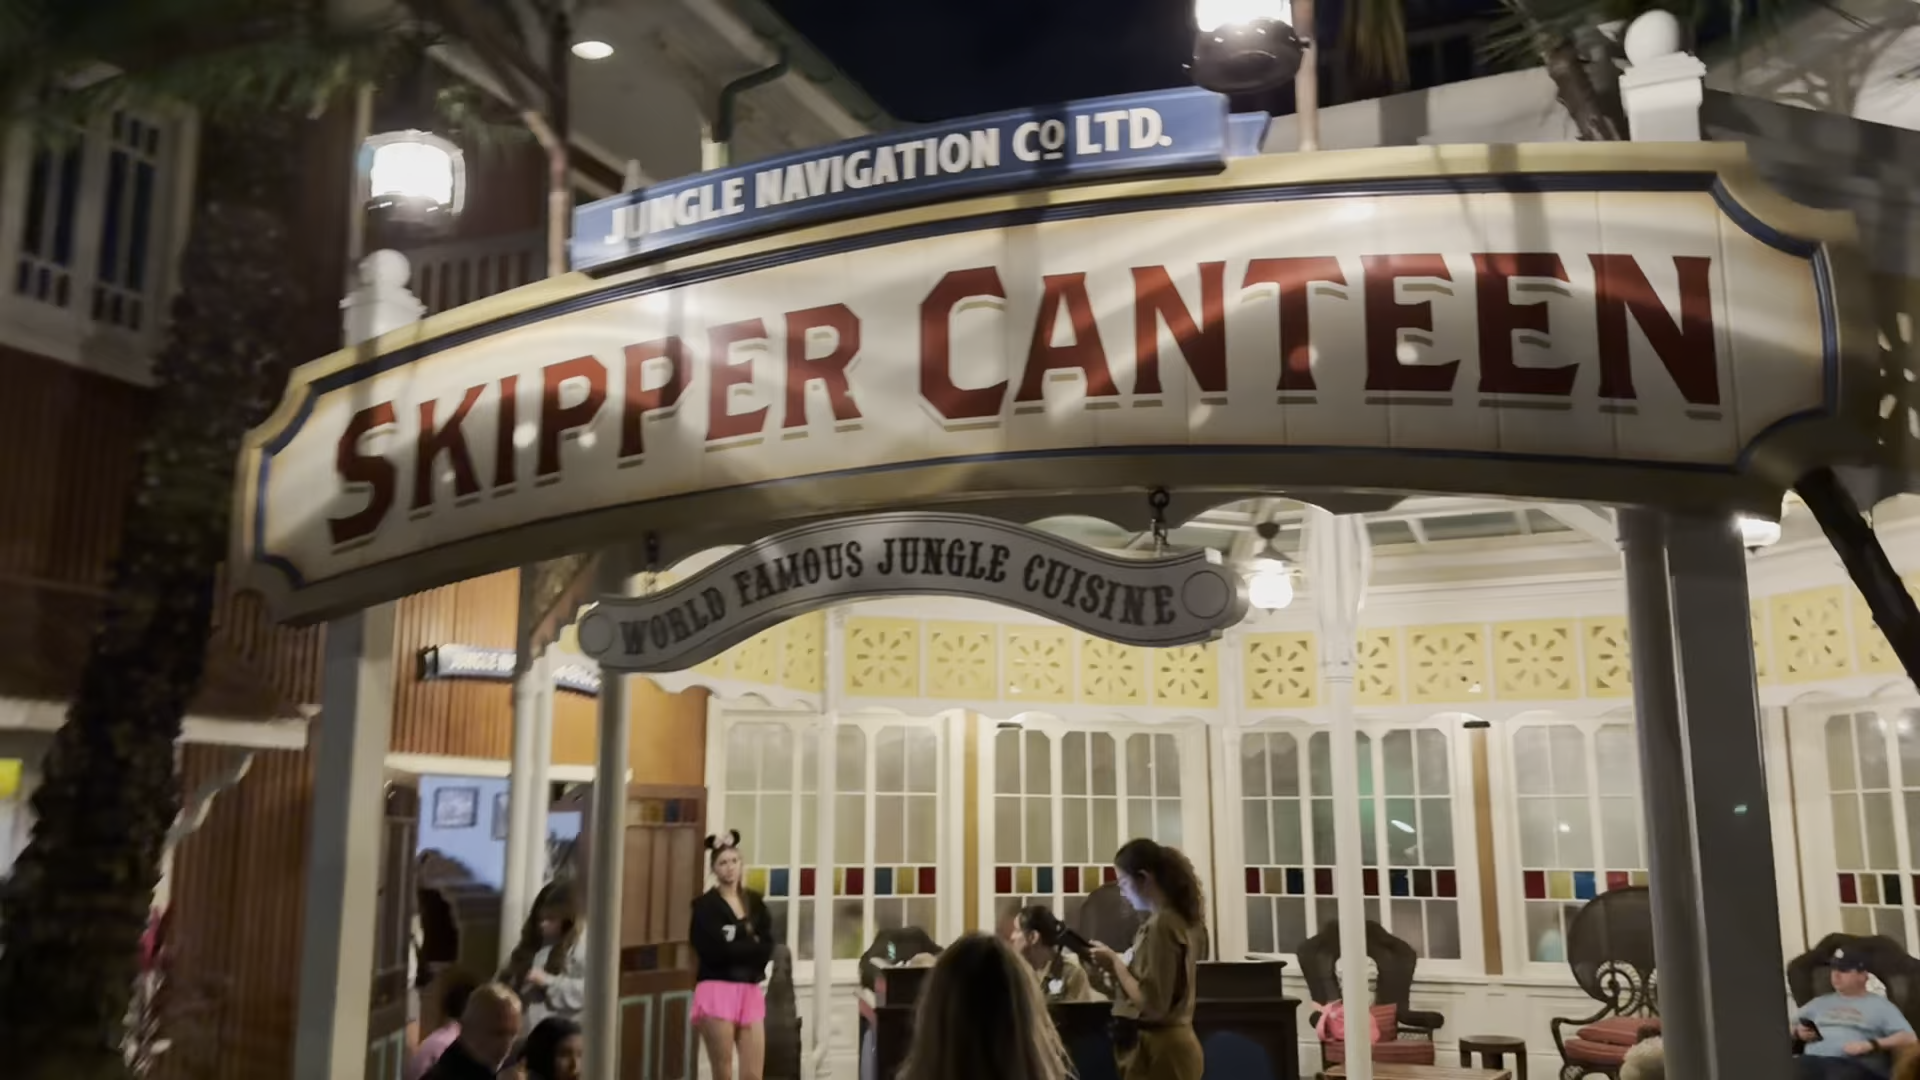 JUNGLE NAVIGATION CO LTD.
SKIPPER CANTEEN
WORLD FAMOUS JUNGLE CUISINE